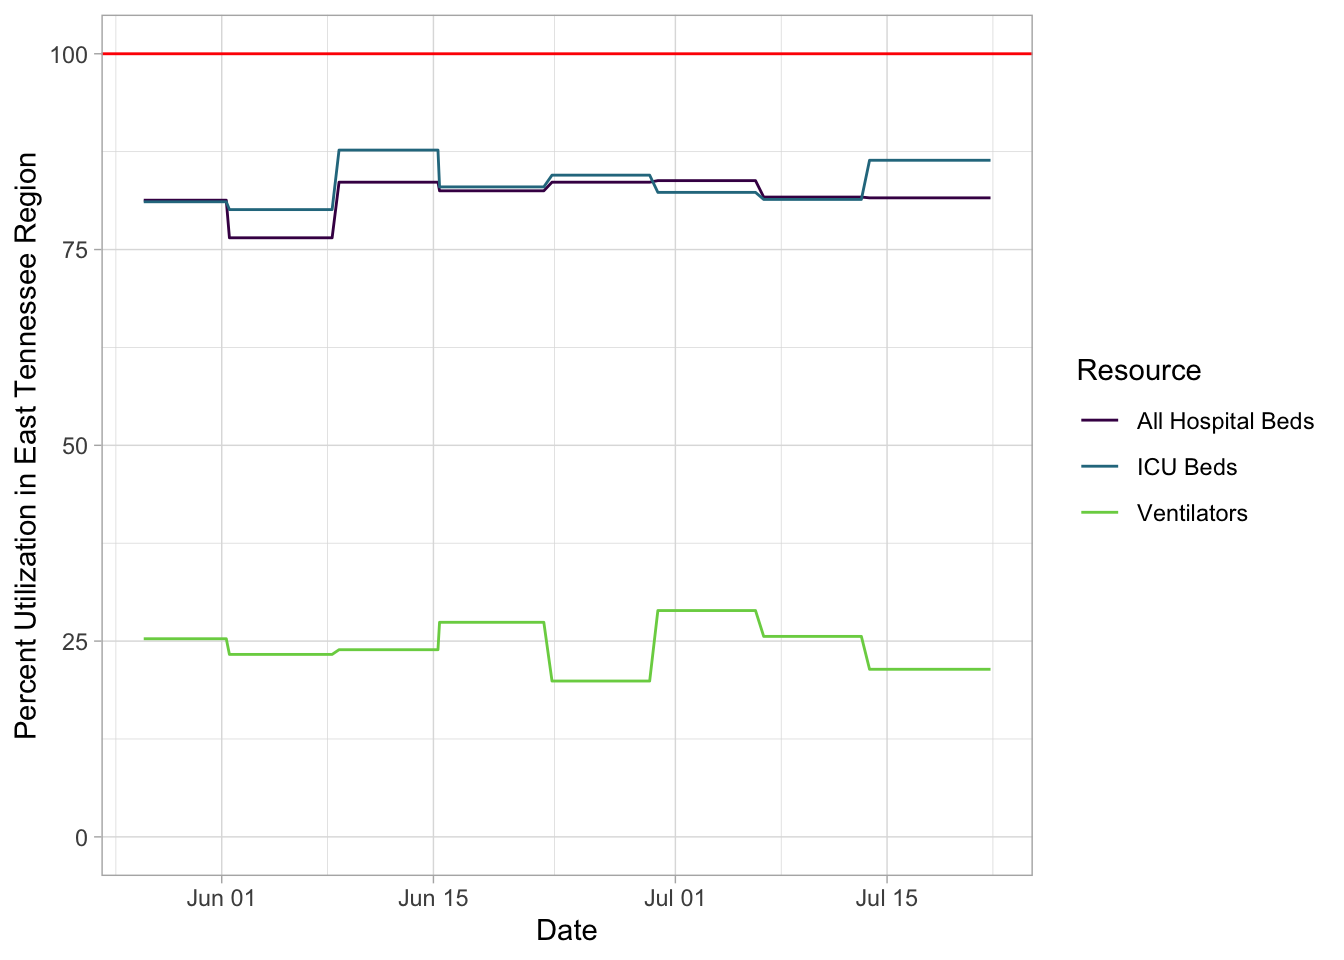 Percent Utilization in East Tennessee Region
100
75
50
25
0
Jun 01
Jun 15
Jul 01
Jul 15
Date
Resource
All Hospital Beds
ICU Beds
Ventilators